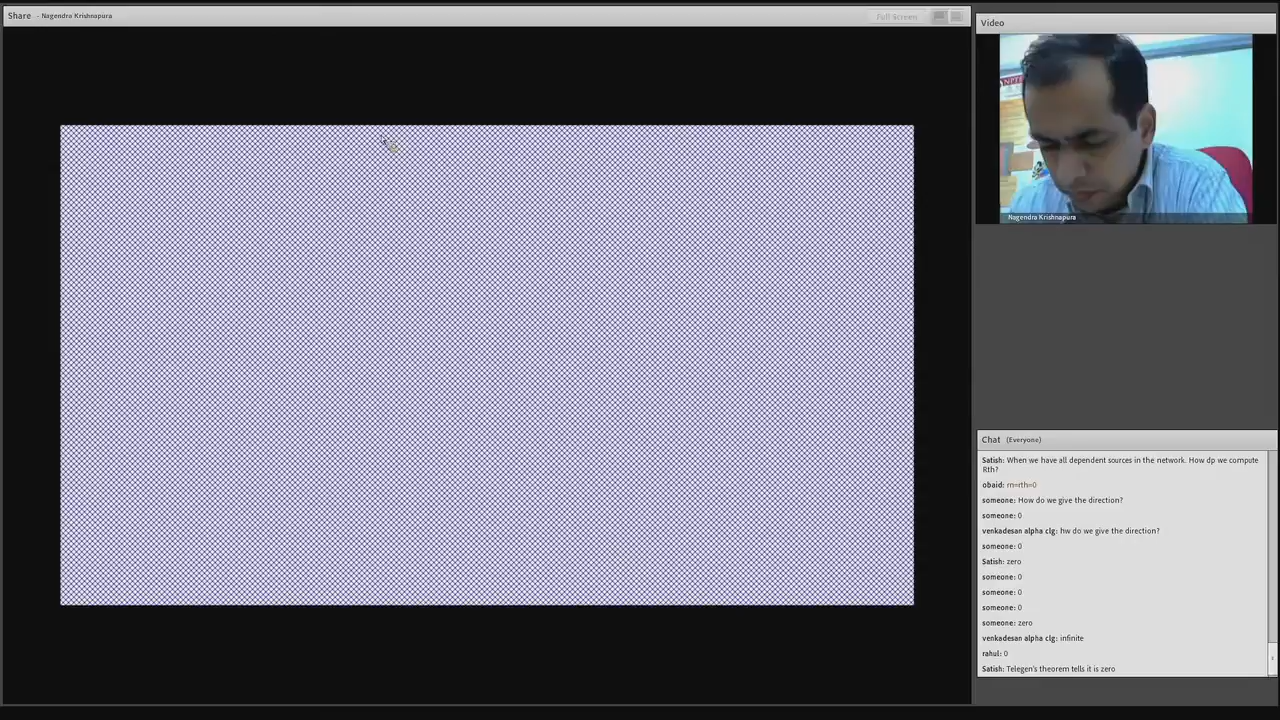 Share - Nagendra Krishnapura
Full Screen
Video
NPT
Nagendra Krishnapura
Chat (Everyone)
Satish: When we have all dependent sources in the network. How dp we compute
Rth?
obaid: rn=rth=0
someone: How do we give the direction?
someone: 0
venkadesan alpha clg: hw do we give the direction?
someone: 0
Satish: zero
someone: 0
someone: 0
someone: 0
someone: zero
venkadesan alpha clg: infinite
rahul: 0
Satish: Telegen's theorem tells it is zero